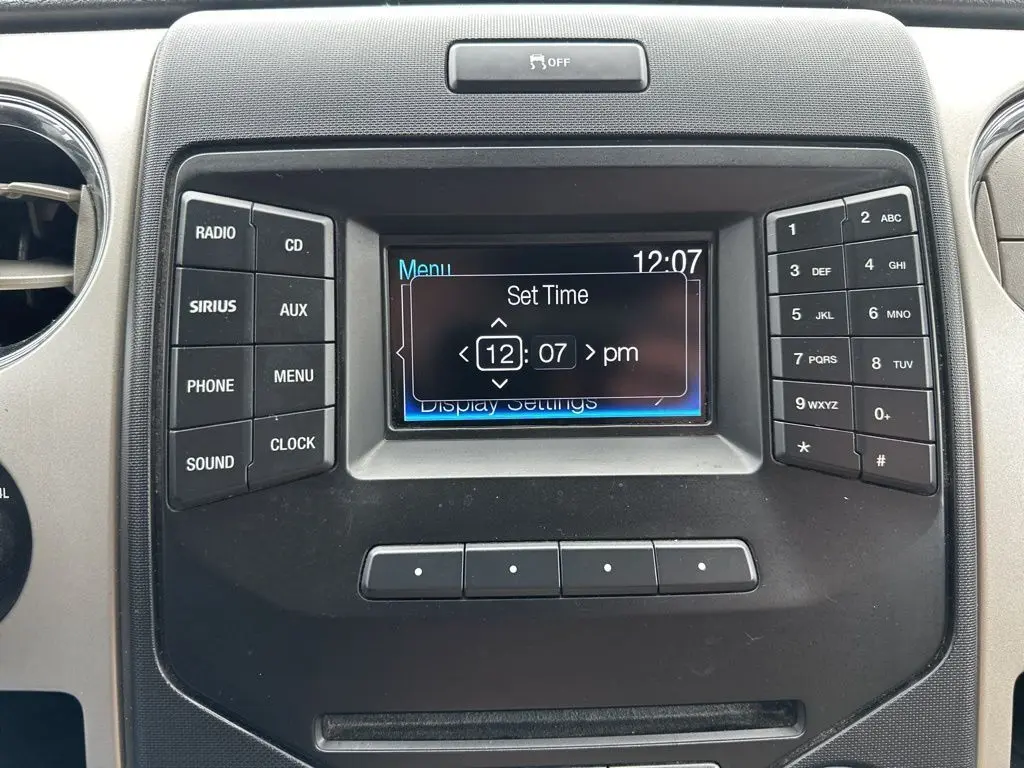 OFF
RADIO
CD
SIRIUS
AUX
PHONE
MENU
SOUND
CLOCK
Menu 12:07
Set Time
< 12 : 07 > pm
Display Settings
1
2 ABC
3 DEF
4 GHI
5 JKL
6 MNO
7 PQRS
8 TUV
9 WXYZ
0+
*
#
4L